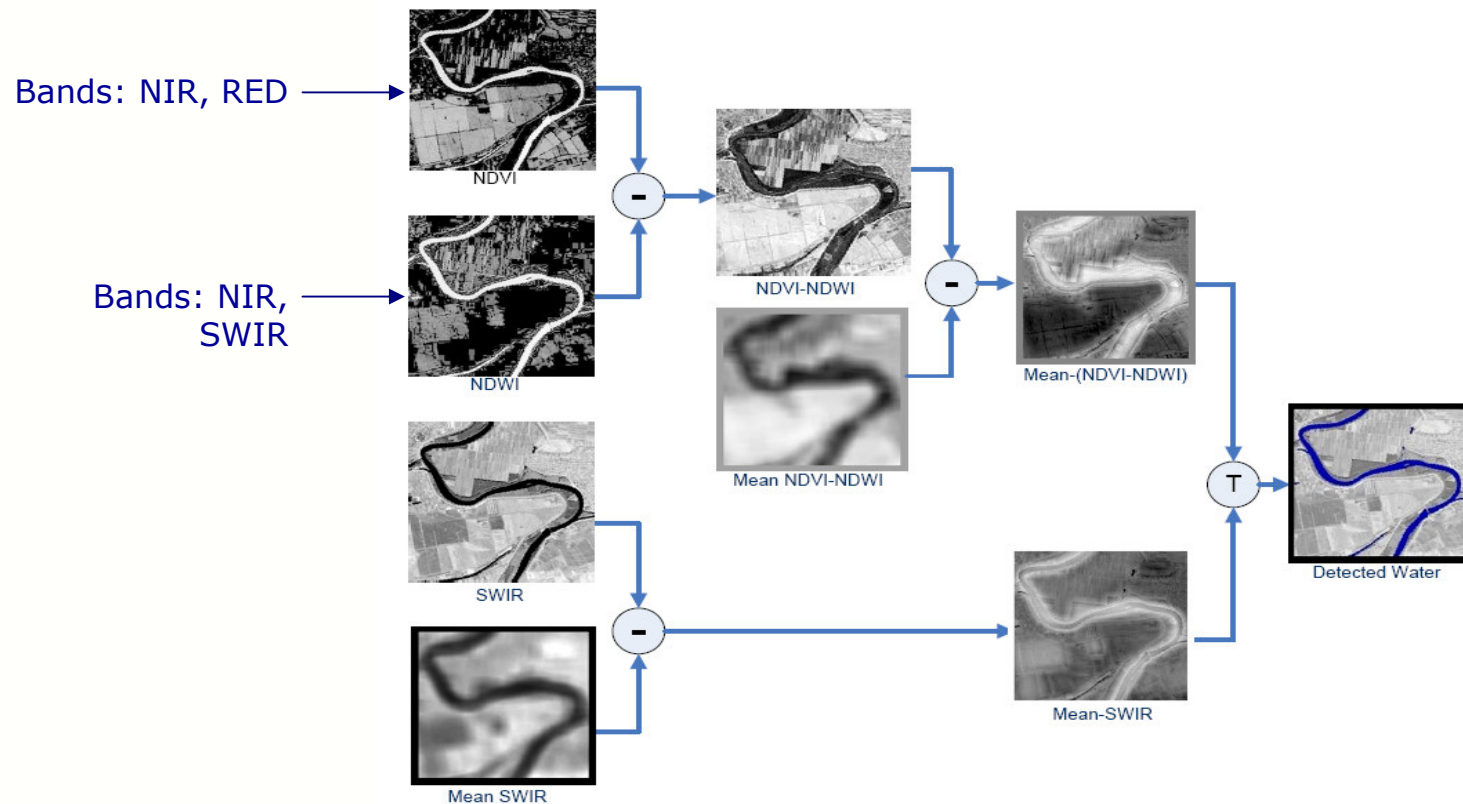 Bands: NIR, RED
NDVI
-
NDVI-NDWI
-
Bands: NIR,
SWIR
NDWI
Mean NDVI-NDWI
Mean-(NDVI-NDWI)
SWIR
-
Mean SWIR
Mean-SWIR
T
Detected Water